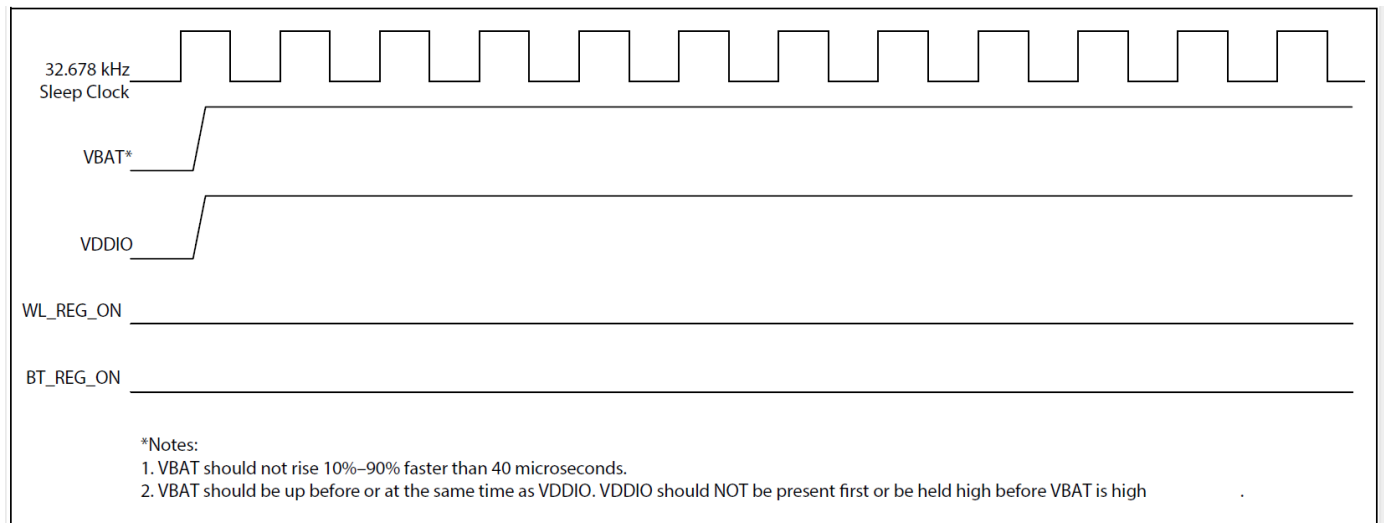 32.678 kHz
Sleep Clock
VBAT*
VDDIO
WL_REG_ON
BT_REG_ON
*Notes:
1. VBAT should not rise 10%–90% faster than 40 microseconds.
2. VBAT should be up before or at the same time as VDDIO. VDDIO should NOT be present first or be held high before VBAT is high .